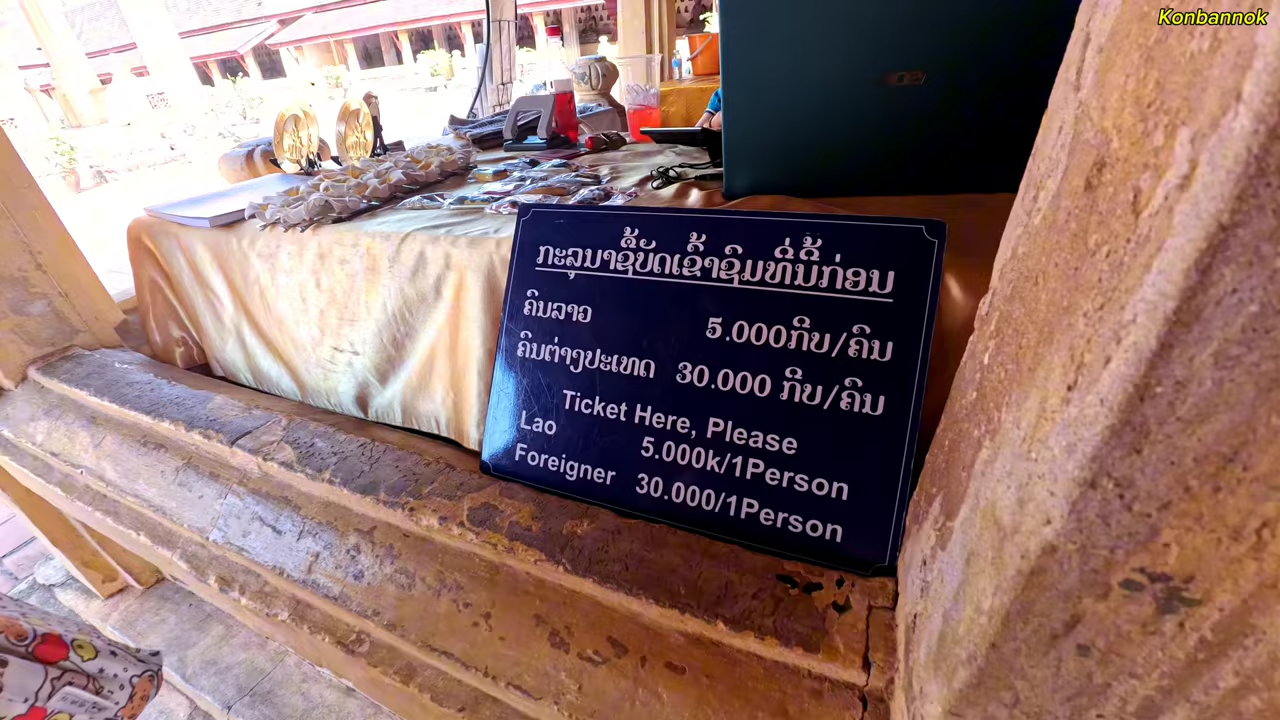 Konbannok
ກະລຸນາຊື້ບັດເຂົ້າຊົມທີ່ນີ້ກ່ອນ
ຄົນລາວ 5.000ກີບ/ຄົນ
ຄົນຕ່າງປະເທດ 30.000 ກີບ/ຄົນ
Ticket Here, Please
Lao 5.000k/1Person
Foreigner 30.000/1Person